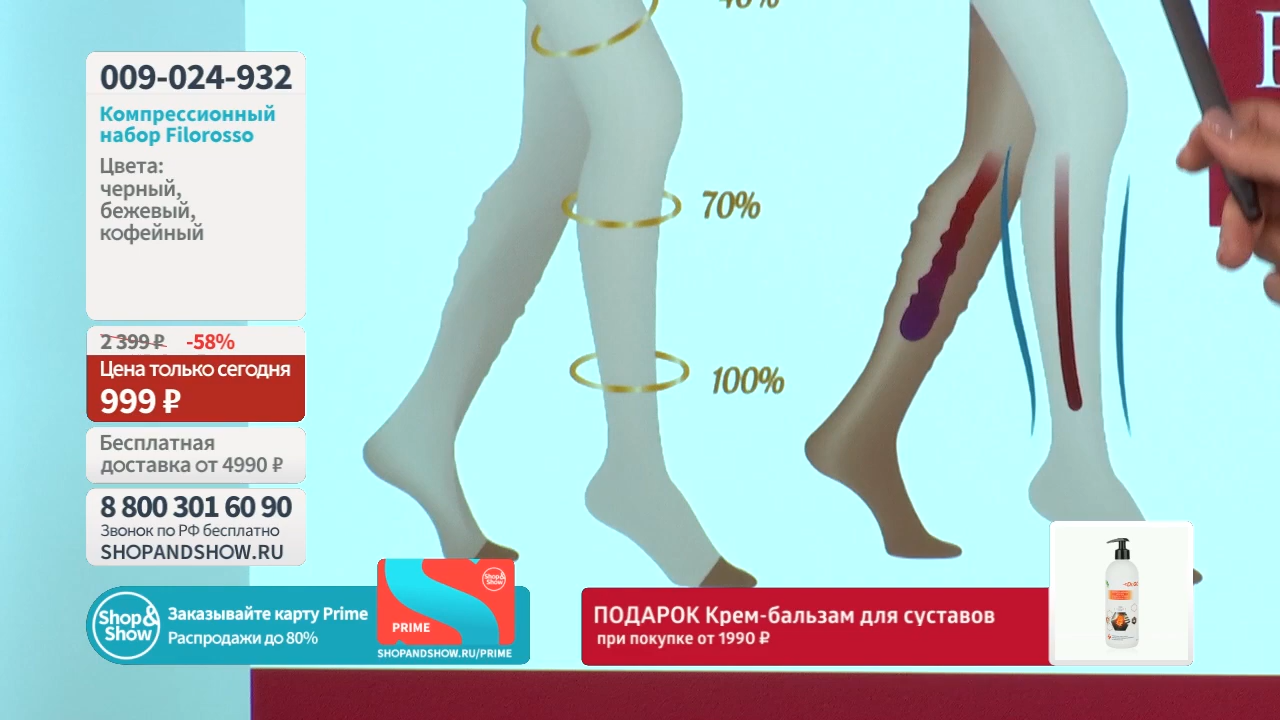 009-024-932
Компрессионный
набор Filorosso
Цвета:
черный,
бежевый,
кофейный
2 399 ₽ -58%
Цена только сегодня
999 ₽
Бесплатная
доставка от 4990 ₽
8 800 301 60 90
Звонок по РФ бесплатно
SHOPANDSHOW.RU
Shop&
Show
Заказывайте карту Prime
Распродажи до 80%
Shop&
Show
PRIME
SHOPANDSHOW.RU/PRIME
70%
100%
ПОДАРОК Крем-бальзам для суставов
при покупке от 1990 ₽